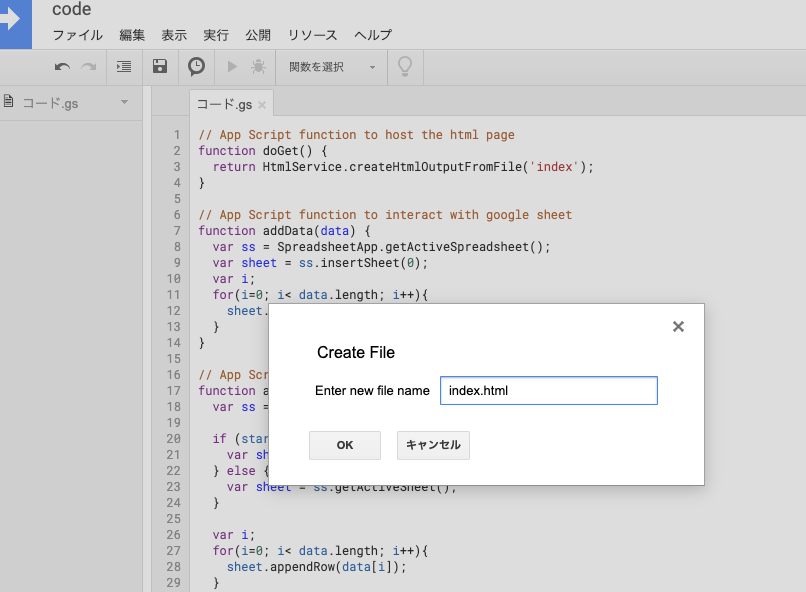 code
ファイル 編集 表示 実行 公開 リソース ヘルプ
関数を選択
コード.gs
コード.gs
1 // App Script function to host the html page
2 function doGet() {
3 return HtmlService.createHtmlOutputFromFile('index');
4 }
5
6 // App Script function to interact with google sheet
7 function addData(data) {
8 var ss = SpreadsheetApp.getActiveSpreadsheet();
9 var sheet = ss.insertSheet(0);
10 var i;
11 for(i=0; i< data.length; i++){
12 sheet.
13 }
14 }
15
16 // App Scr
17 function a
18 var ss =
19
20 if (star
21 var sh
22 } else {
23 var sheet = ss.getActiveSheet();
24 }
25
26 var i;
27 for(i=0; i< data.length; i++){
28 sheet.appendRow(data[i]);
29 }
Create File
Enter new file name index.html
OK キャンセル